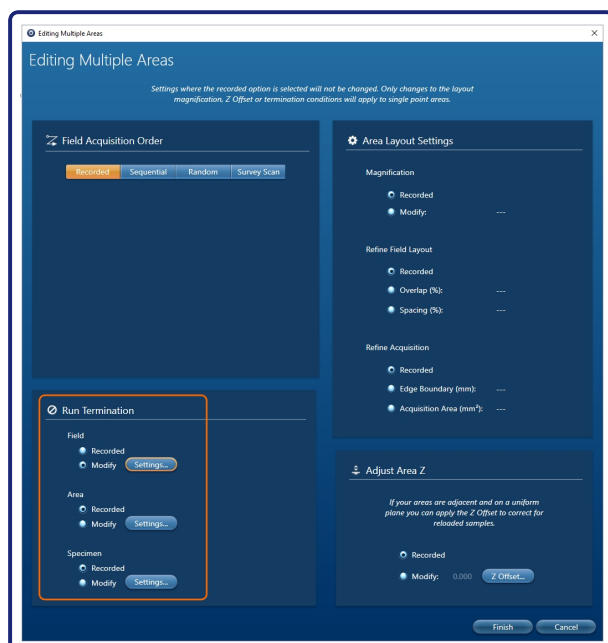 Editing Multiple Areas
Editing Multiple Areas
Settings where the recorded option is selected will not be changed. Only changes to the layout
magnification, Z Offset or termination conditions will apply to single point areas.
Field Acquisition Order
Recorded Sequential Random Survey Scan
Run Termination
Field
Recorded
Modify Settings...
Area
Recorded
Modify Settings...
Specimen
Recorded
Modify Settings...
Area Layout Settings
Magnification
Recorded
Modify: ---
Refine Field Layout
Recorded
Overlap (%): ---
Spacing (%): ---
Refine Acquisition
Recorded
Edge Boundary (mm): ---
Acquisition Area (mm²): ---
Adjust Area Z
If your areas are adjacent and on a uniform
plane you can apply the Z Offset to correct for
reloaded samples.
Recorded
Modify: 0.000 Z Offset...
Finish Cancel